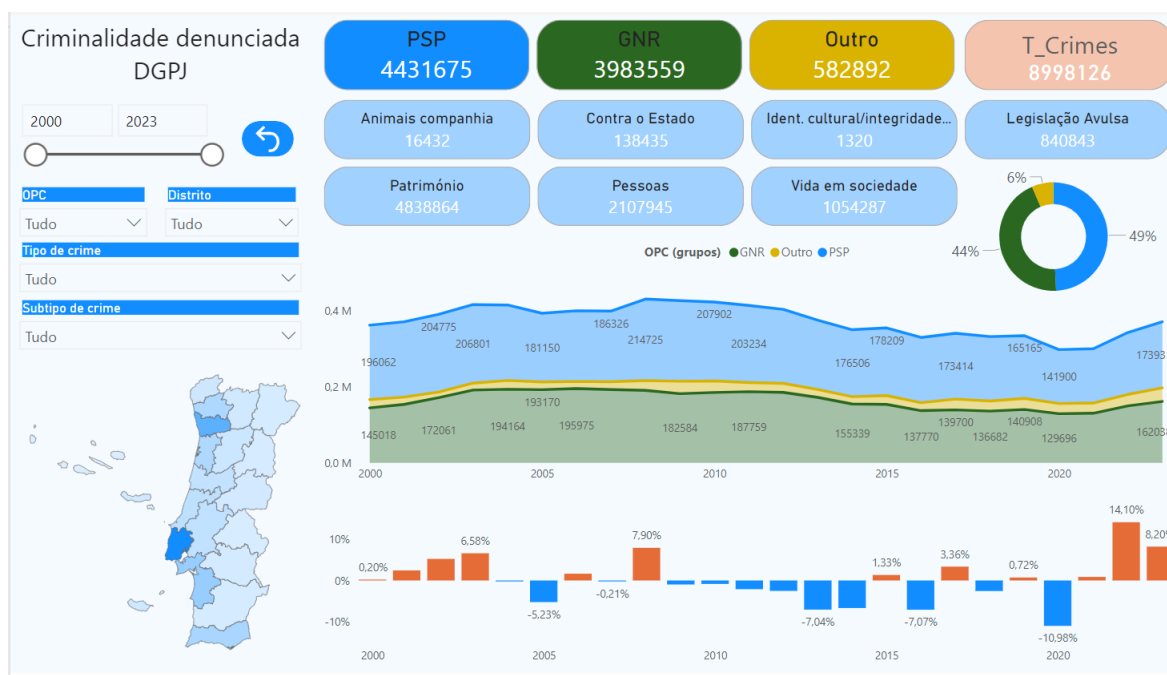 Criminalidade denunciada
DGPJ
PSP
4431675
GNR
3983559
Outro
582892
T_Crimes
8998126
2000
2023
Animais companhia
16432
Contra o Estado
138435
Ident. cultural/integridade...
1320
Legislação Avulsa
840843
OPC
Distrito
Tudo
Tudo
Património
4838864
Pessoas
2107945
Vida em sociedade
1054287
Tipo de crime
Tudo
Subtipo de crime
Tudo
6%
49%
44%
OPC (grupos) GNR Outro PSP
0,4 M
0,2 M
0,0 M
196062
204775
206801
181150
186326
214725
207902
203234
176506
178209
173414
165165
141900
17393
145018
172061
194164
193170
195975
182584
187759
155339
137770
139700
136682
140908
129696
162038
2000
2005
2010
2015
2020
10%
0%
-10%
0,20%
6,58%
-5,23%
-0,21%
7,90%
-7,04%
1,33%
-7,07%
3,36%
0,72%
-10,98%
14,10%
8,20%
2000
2005
2010
2015
2020